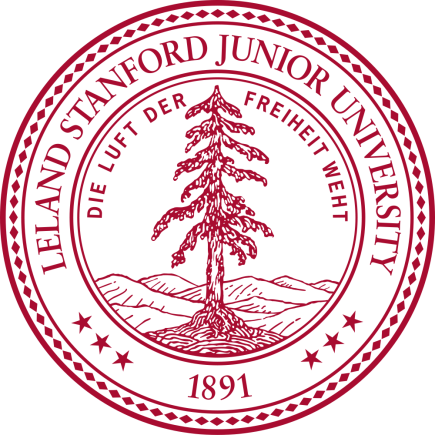 LELAND STANFORD JUNIOR UNIVERSITY
DIE LUFT DER FREIHEIT WEHT
1891